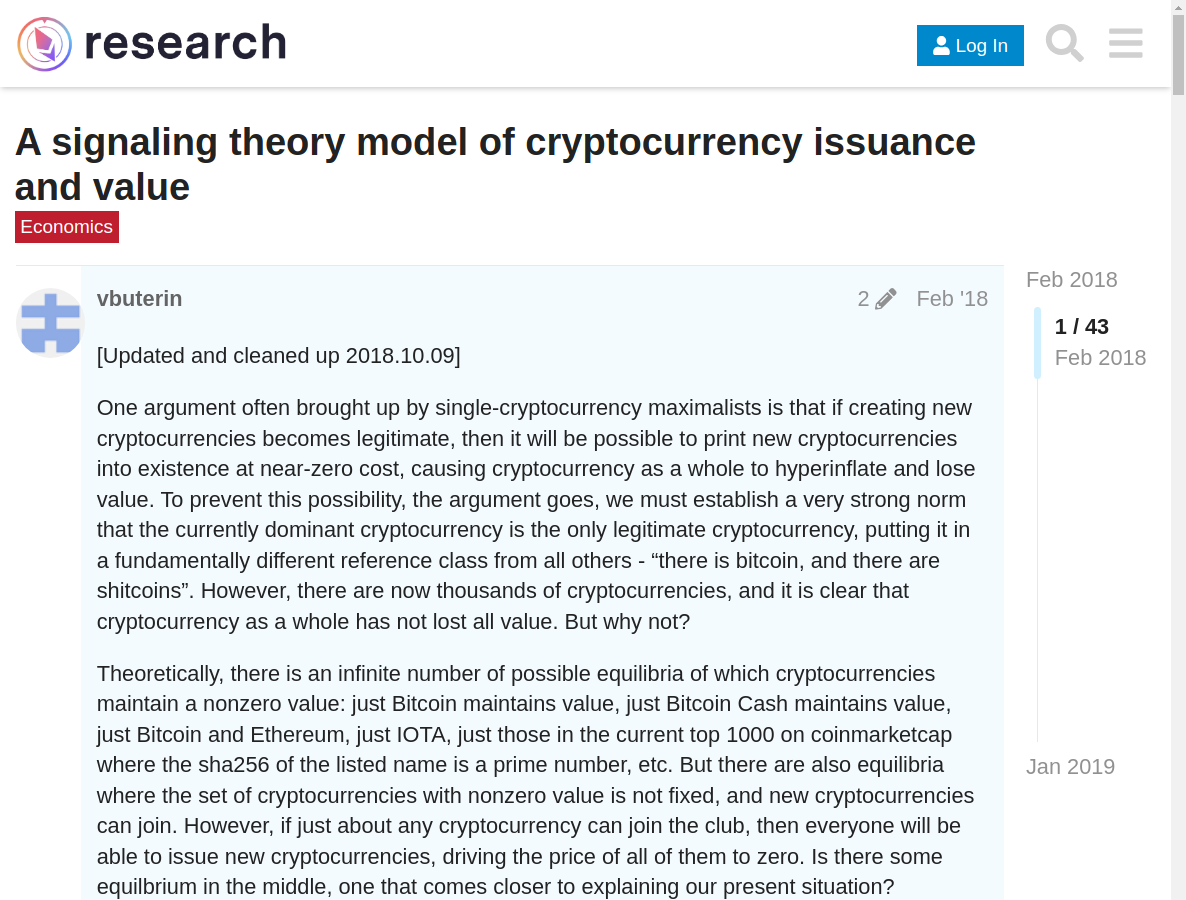 research
Log In
A signaling theory model of cryptocurrency issuance
and value
Economics
vbuterin
2
Feb '18
[Updated and cleaned up 2018.10.09]
One argument often brought up by single-cryptocurrency maximalists is that if creating new
cryptocurrencies becomes legitimate, then it will be possible to print new cryptocurrencies
into existence at near-zero cost, causing cryptocurrency as a whole to hyperinflate and lose
value. To prevent this possibility, the argument goes, we must establish a very strong norm
that the currently dominant cryptocurrency is the only legitimate cryptocurrency, putting it in
a fundamentally different reference class from all others - “there is bitcoin, and there are
shitcoins”. However, there are now thousands of cryptocurrencies, and it is clear that
cryptocurrency as a whole has not lost all value. But why not?
Theoretically, there is an infinite number of possible equilibria of which cryptocurrencies
maintain a nonzero value: just Bitcoin maintains value, just Bitcoin Cash maintains value,
just Bitcoin and Ethereum, just IOTA, just those in the current top 1000 on coinmarketcap
where the sha256 of the listed name is a prime number, etc. But there are also equilibria
where the set of cryptocurrencies with nonzero value is not fixed, and new cryptocurrencies
can join. However, if just about any cryptocurrency can join the club, then everyone will be
able to issue new cryptocurrencies, driving the price of all of them to zero. Is there some
equilbrium in the middle, one that comes closer to explaining our present situation?
Feb 2018
1 / 43
Feb 2018
Jan 2019